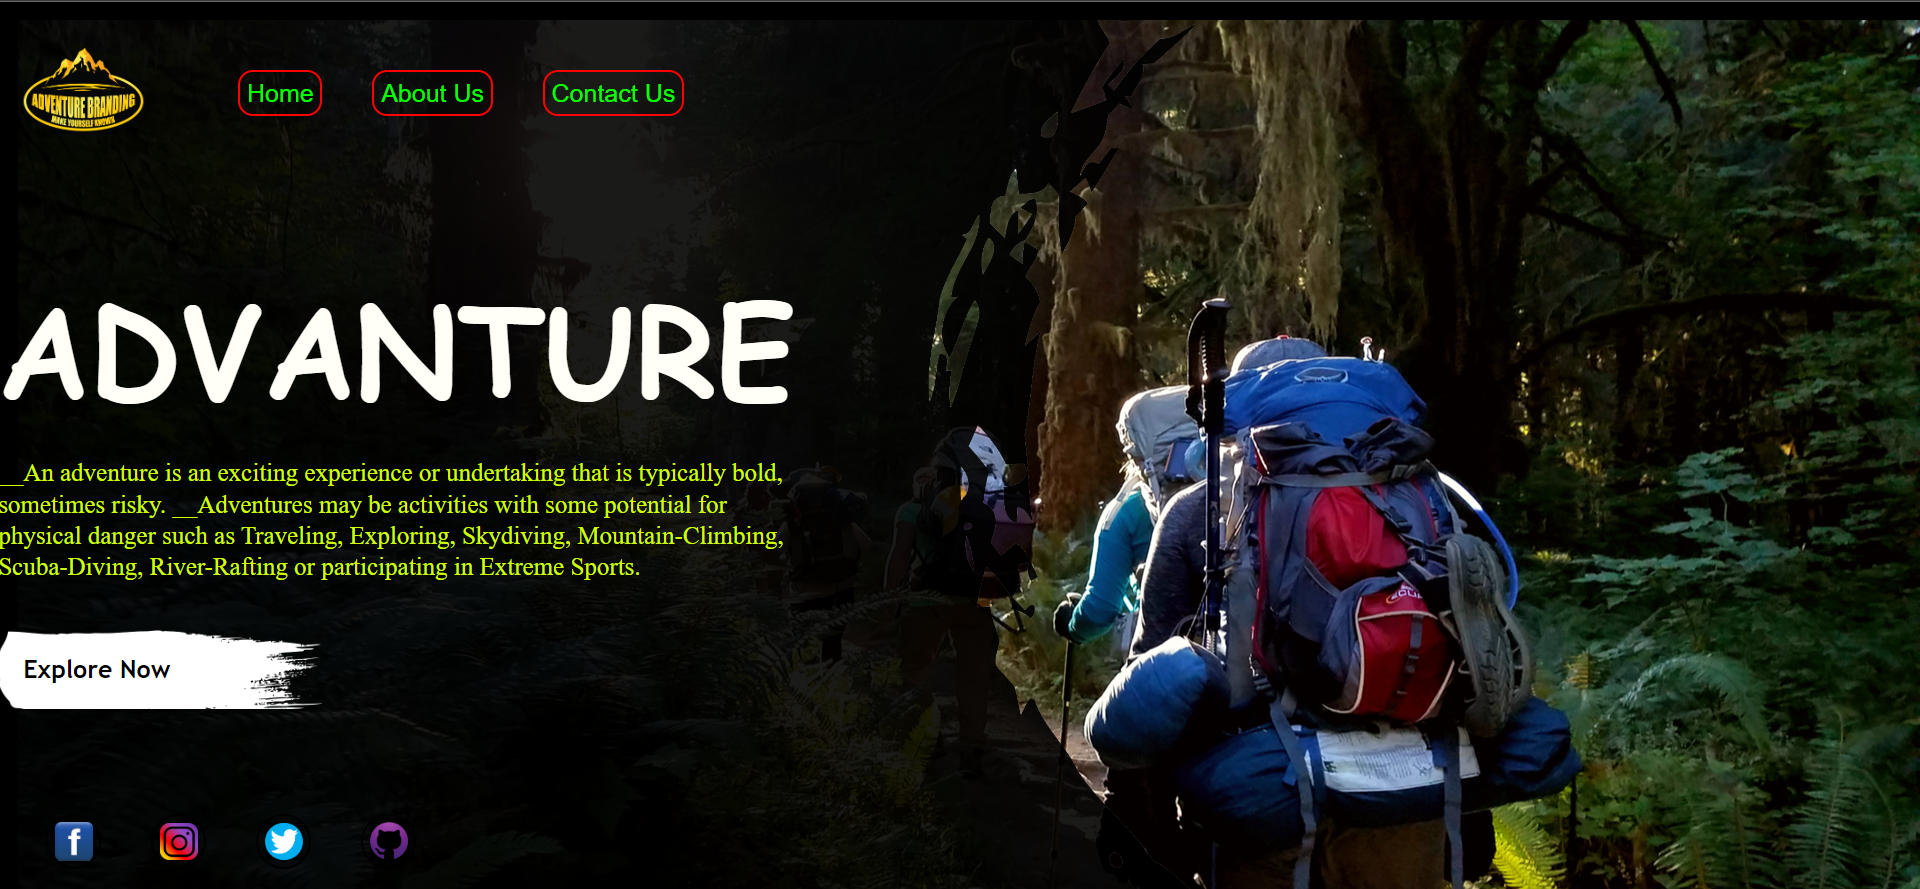 ADVENTURE BRANDING
MAKE YOURSELF KNOWN
Home About Us Contact Us
ADVANTURE
__An adventure is an exciting experience or undertaking that is typically bold,
sometimes risky. __Adventures may be activities with some potential for
physical danger such as Traveling, Exploring, Skydiving, Mountain-Climbing,
Scuba-Diving, River-Rafting or participating in Extreme Sports.
Explore Now
f